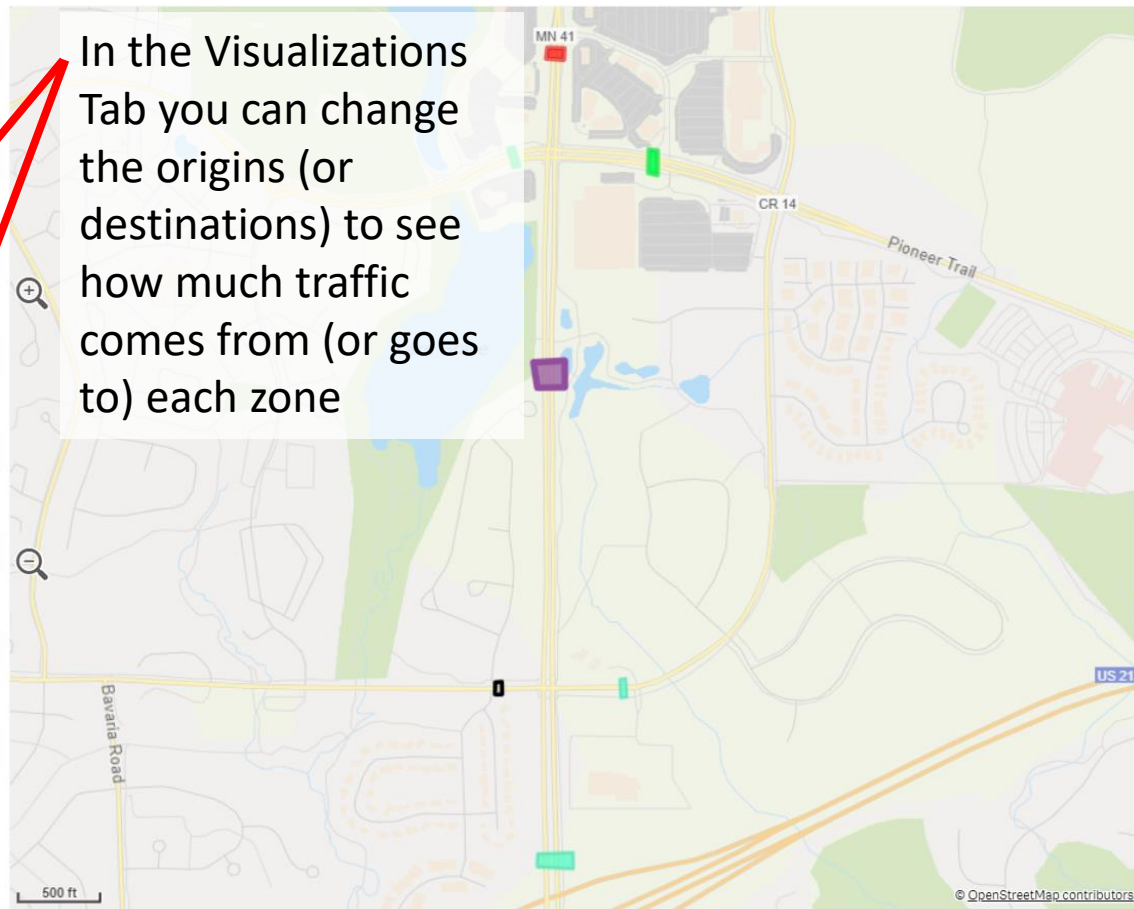 In the Visualizations
Tab you can change
the origins (or
destinations) to see
how much traffic
comes from (or goes
to) each zone
MN 41
CR 14
Pioneer Trail
US 21
Bavaria Road
500 ft
© OpenStreetMap contributors